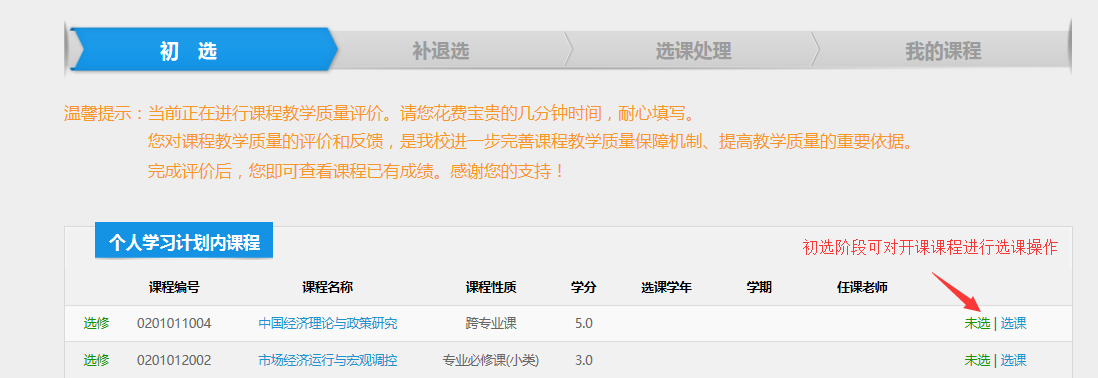 初 选 补退选 选课处理 我的课程
温馨提示：当前正在进行课程教学质量评价。请您花费宝贵的几分钟时间，耐心填写。
您对课程教学质量的评价和反馈，是我校进一步完善课程教学质量保障机制、提高教学质量的重要依据。
完成评价后，您即可查看课程已有成绩。感谢您的支持！
个人学习计划内课程
初选阶段可对开课课程进行选课操作
课程编号 课程名称 课程性质 学分 选课学年 学期 任课老师
选修 0201011004 中国经济理论与政策研究 跨专业课 5.0 未选 | 选课
选修 0201012002 市场经济运行与宏观调控 专业必修课(小类) 3.0 未选 | 选课